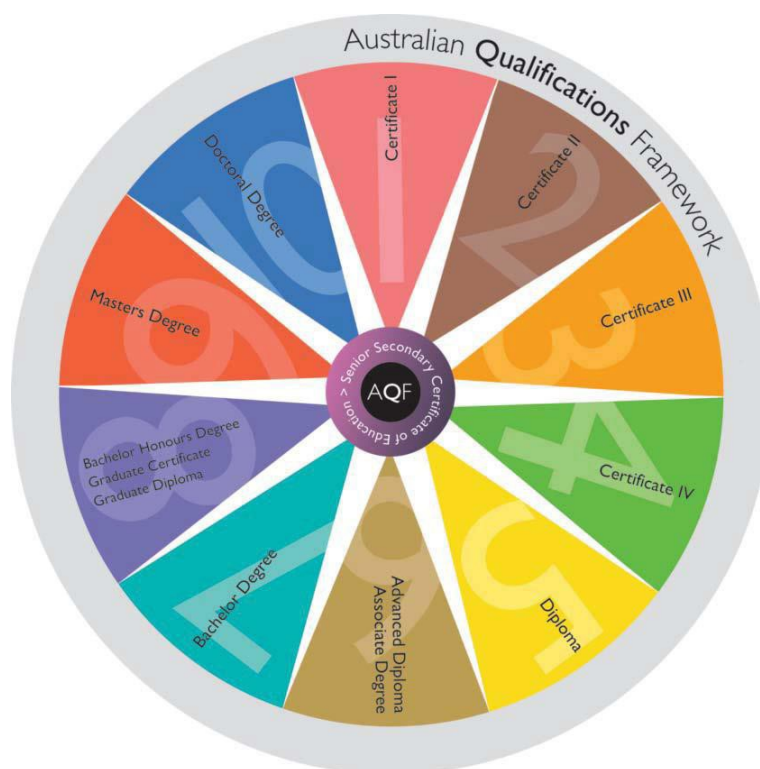 Australian Qualifications Framework
1
Certificate I
2
Certificate II
3
Certificate III
4
Certificate IV
5
Diploma
6
Advanced Diploma
Associate Degree
7
Bachelor Degree
8
Bachelor Honours Degree
Graduate Certificate
Graduate Diploma
9
Masters Degree
10
Doctoral Degree
Senior Secondary Certificate of Education >
AQF